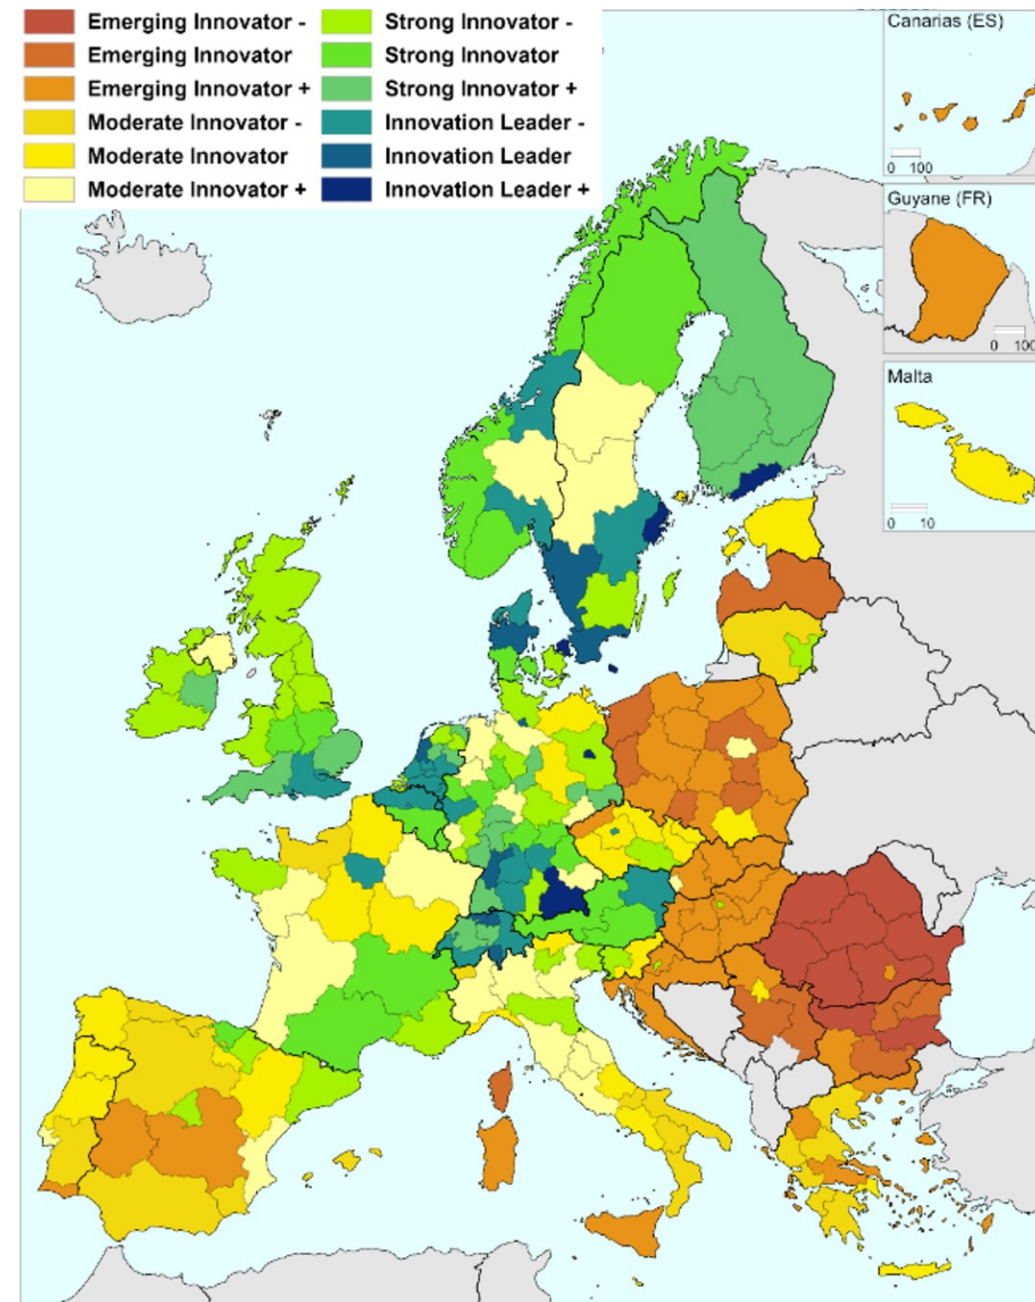 Emerging Innovator -
Emerging Innovator
Emerging Innovator +
Moderate Innovator -
Moderate Innovator
Moderate Innovator +
Strong Innovator -
Strong Innovator
Strong Innovator +
Innovation Leader -
Innovation Leader
Innovation Leader +
Canarias (ES)
0 100
Guyane (FR)
0 100
Malta
0 10